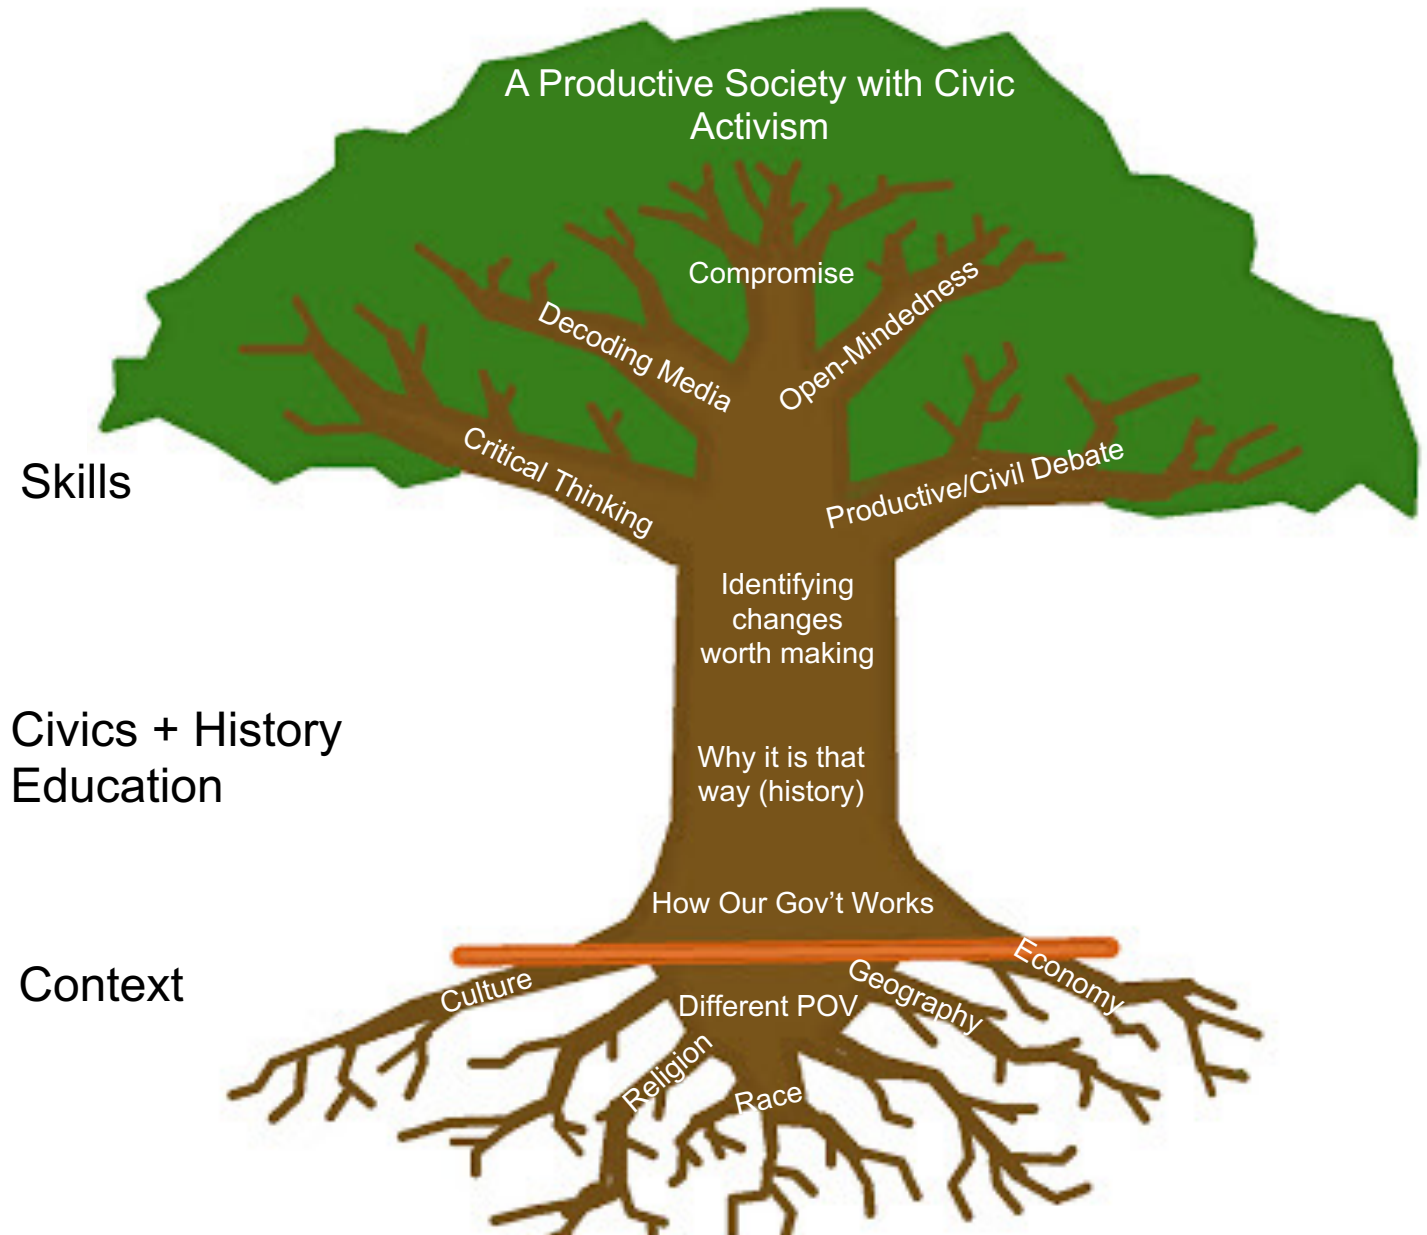 A Productive Society with Civic
Activism
Compromise
Decoding Media
Open-Mindedness
Critical Thinking
Productive/Civil Debate
Skills
Identifying
changes
worth making
Civics + History
Education
Why it is that
way (history)
How Our Gov’t Works
Context
Culture
Different POV
Geography
Economy
Religion
Race